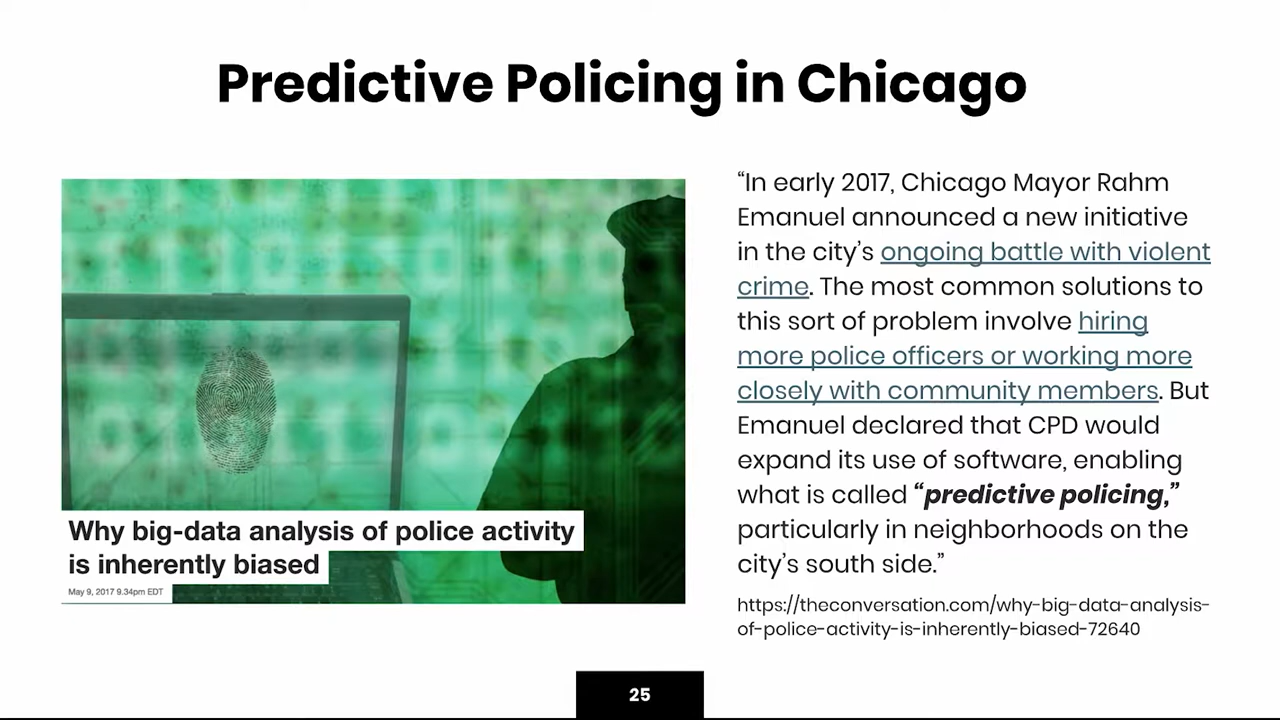 Predictive Policing in Chicago
“In early 2017, Chicago Mayor Rahm
Emanuel announced a new initiative
in the city’s ongoing battle with violent
crime. The most common solutions to
this sort of problem involve hiring
more police officers or working more
closely with community members. But
Emanuel declared that CPD would
expand its use of software, enabling
what is called “predictive policing,”
particularly in neighborhoods on the
city’s south side.”
https://theconversation.com/why-big-data-analysis-
of-police-activity-is-inherently-biased-72640
Why big-data analysis of police activity
is inherently biased
May 9, 2017 9.34pm EDT
25